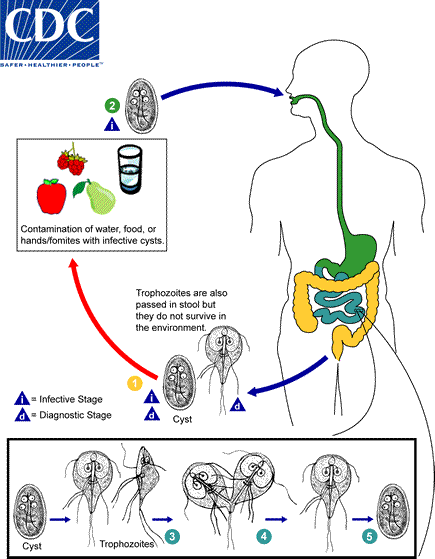 CDC
SAFER • HEALTHIER • PEOPLE™
2
i
Contamination of water, food, or
hands/fomites with infective cysts.
Trophozoites are also
passed in stool but
they do not survive in
the environment.
1
i
d
d
Cyst
i = Infective Stage
d = Diagnostic Stage
Cyst
Trophozoites
3
4
5